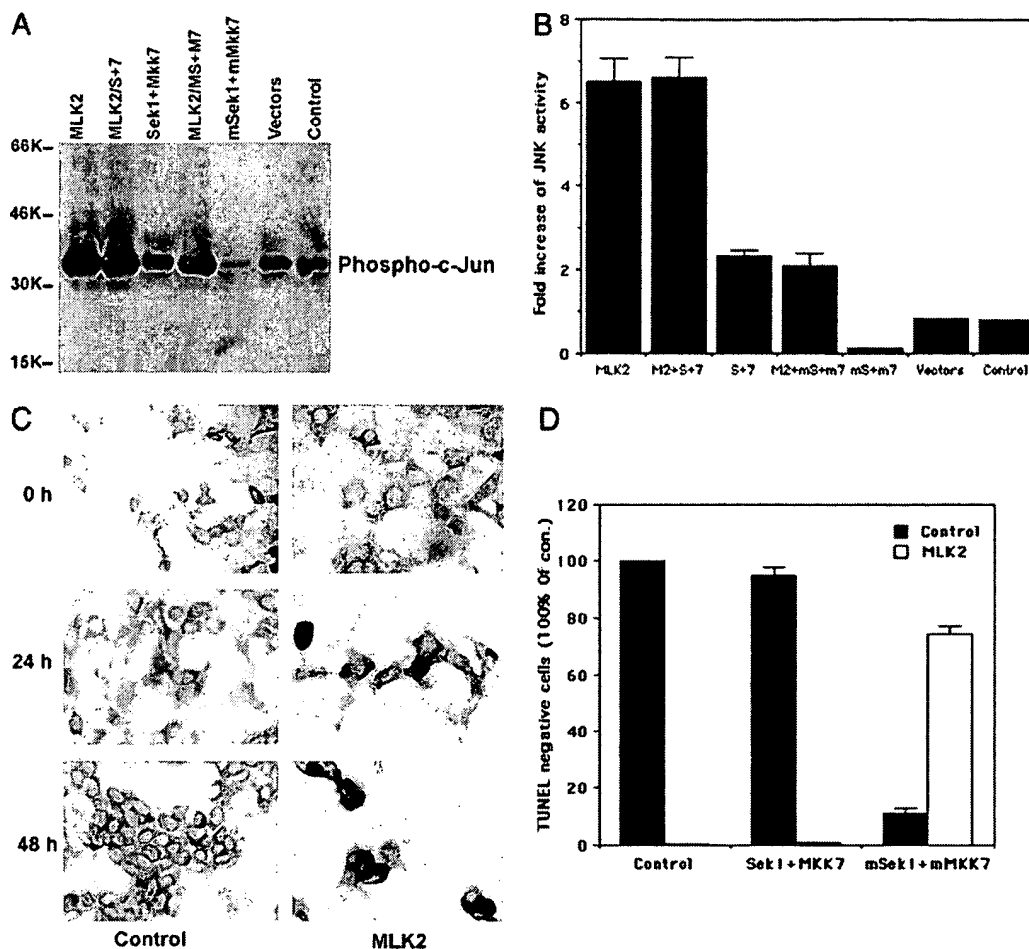 A
MLK2
MLK2/S+7
Sek1+Mkk7
MLK2/MS+M7
mSek1+mMkk7
Vectors
Control
66K–
46K–
30K–
15K–
Phospho-c-Jun
B
Fold increase of JNK activity
8
6
4
2
0
MLK2
M2+S+7
S+7
M2+mS+m7
mS+m7
Vectors
Control
C
0 h
24 h
48 h
Control
MLK2
D
TUNEL negative cells (100% Of con.)
120
100
80
60
40
20
0
Control
MLK2
Control
Sek1+MKK7
mSek1+mMKK7